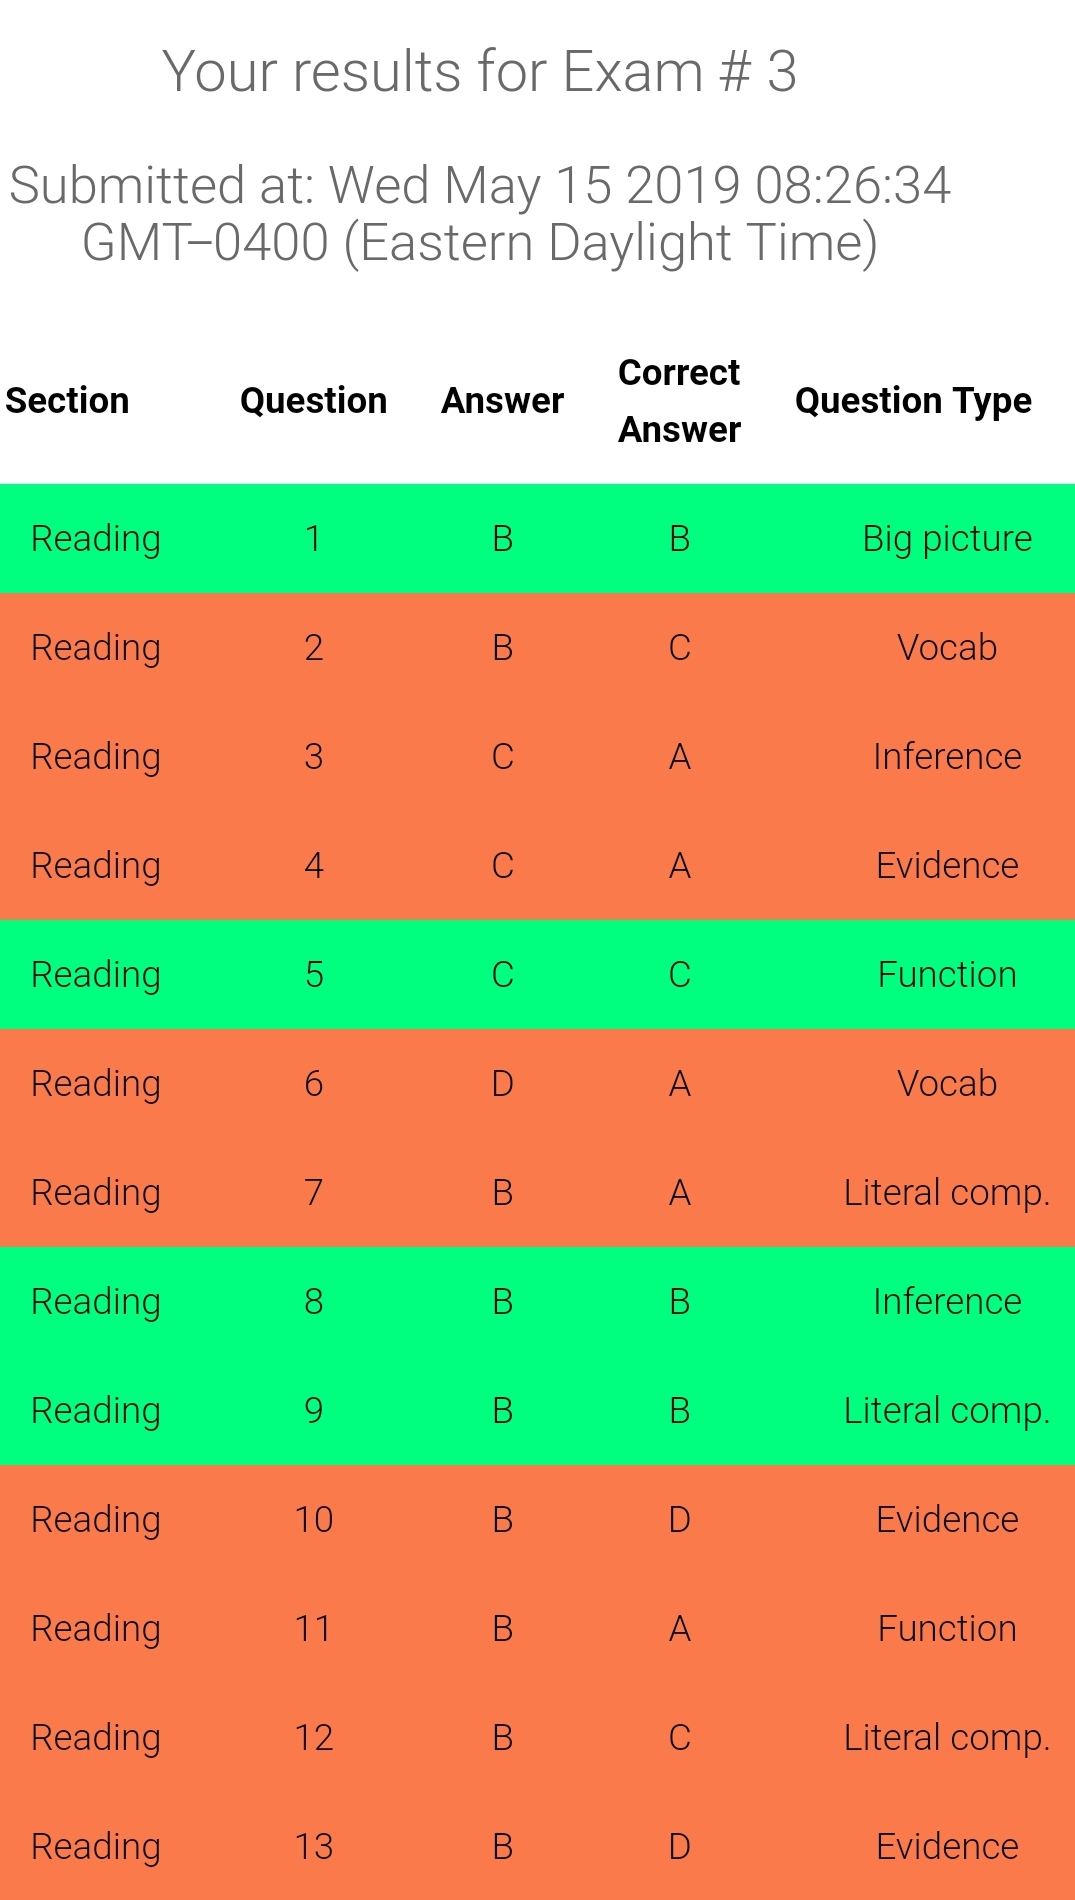 Your results for Exam # 3
Submitted at: Wed May 15 2019 08:26:34
GMT–0400 (Eastern Daylight Time)
Section Question Answer Correct Answer Question Type
Reading 1 B B Big picture
Reading 2 B C Vocab
Reading 3 C A Inference
Reading 4 C A Evidence
Reading 5 C C Function
Reading 6 D A Vocab
Reading 7 B A Literal comp.
Reading 8 B B Inference
Reading 9 B B Literal comp.
Reading 10 B D Evidence
Reading 11 B A Function
Reading 12 B C Literal comp.
Reading 13 B D Evidence